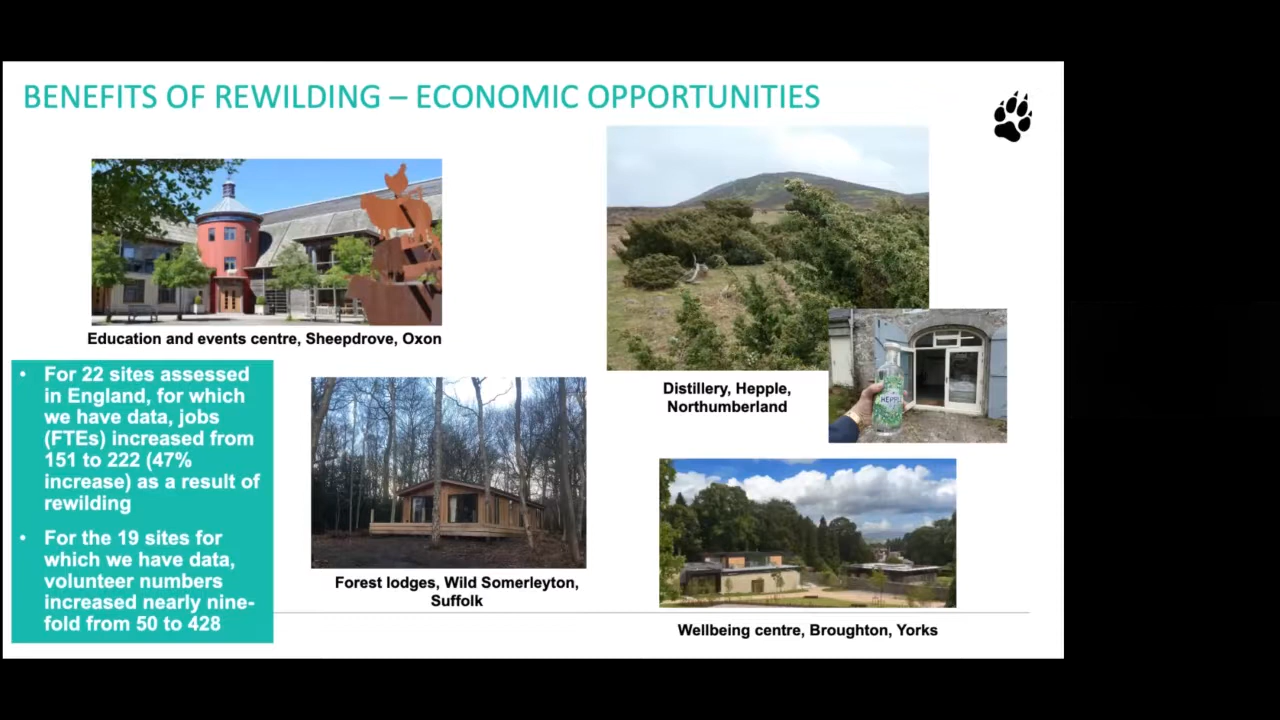 BENEFITS OF REWILDING – ECONOMIC OPPORTUNITIES
Education and events centre, Sheepdrove, Oxon
• For 22 sites assessed
in England, for which
we have data, jobs
(FTEs) increased from
151 to 222 (47%
increase) as a result of
rewilding
• For the 19 sites for
which we have data,
volunteer numbers
increased nearly nine-
fold from 50 to 428
Forest lodges, Wild Somerleyton,
Suffolk
Distillery, Hepple,
Northumberland
HEPPLE
Wellbeing centre, Broughton, Yorks